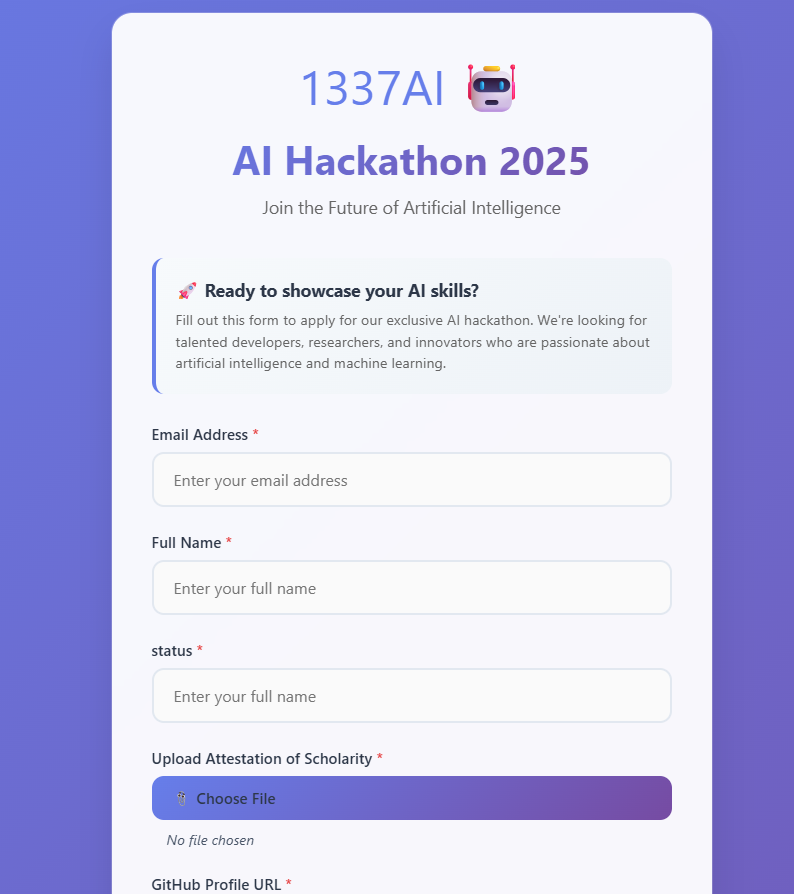 1337AI 🤖
AI Hackathon 2025
Join the Future of Artificial Intelligence
🚀 Ready to showcase your AI skills?
Fill out this form to apply for our exclusive AI hackathon. We're looking for
talented developers, researchers, and innovators who are passionate about
artificial intelligence and machine learning.
Email Address *
Enter your email address
Full Name *
Enter your full name
status *
Enter your full name
Upload Attestation of Scholarity *
Choose File
No file chosen
GitHub Profile URL *